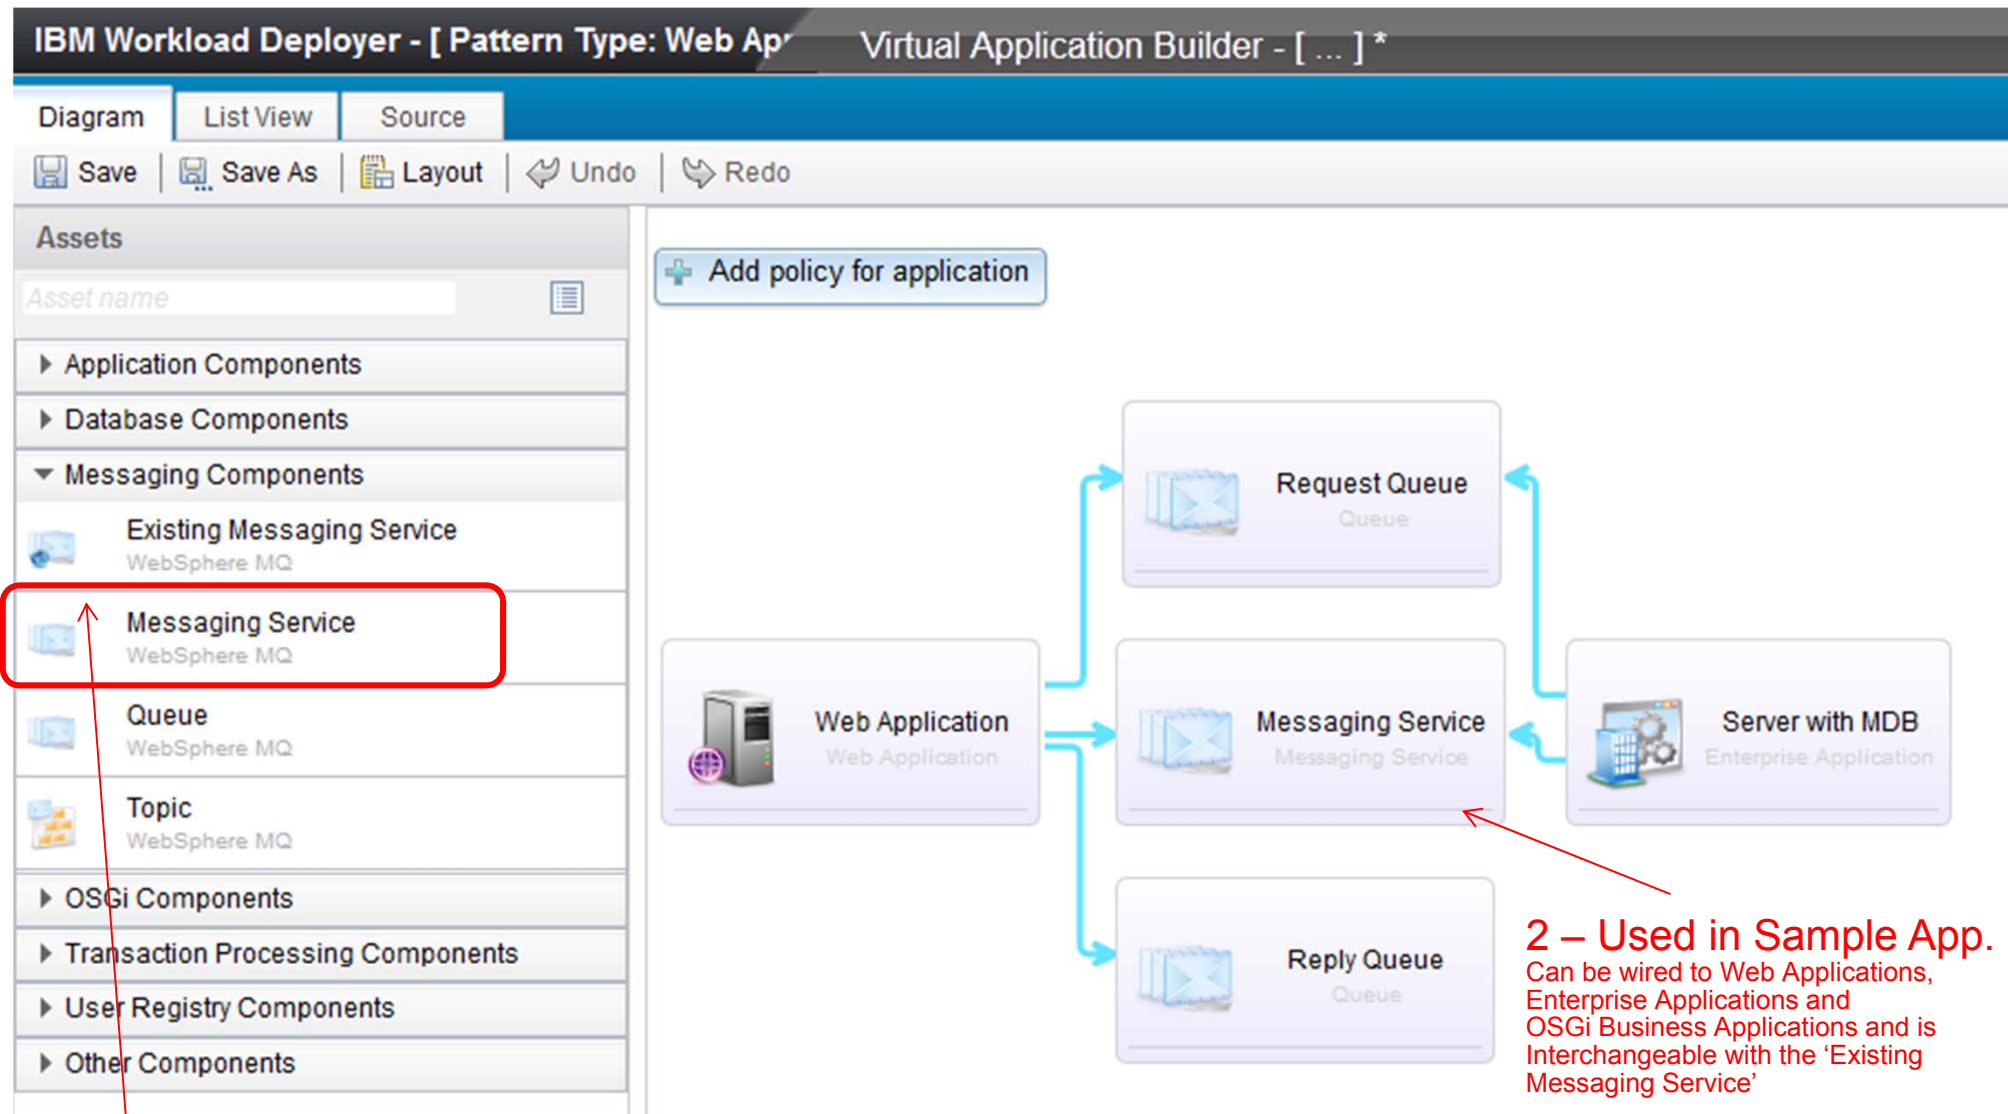 IBM Workload Deployer - [ Pattern Type: Web Ap
Virtual Application Builder - [ ... ] *
Diagram
List View
Source
Save
Save As
Layout
Undo
Redo
Assets
Asset name
Application Components
Database Components
Messaging Components
Existing Messaging Service
WebSphere MQ
Messaging Service
WebSphere MQ
Queue
WebSphere MQ
Topic
WebSphere MQ
OSGi Components
Transaction Processing Components
User Registry Components
Other Components
Add policy for application
Request Queue
Queue
Web Application
Web Application
Messaging Service
Messaging Service
Server with MDB
Enterprise Application
Reply Queue
Queue
2 – Used in Sample App.
Can be wired to Web Applications,
Enterprise Applications and
OSGi Business Applications and is
Interchangeable with the ‘Existing
Messaging Service’